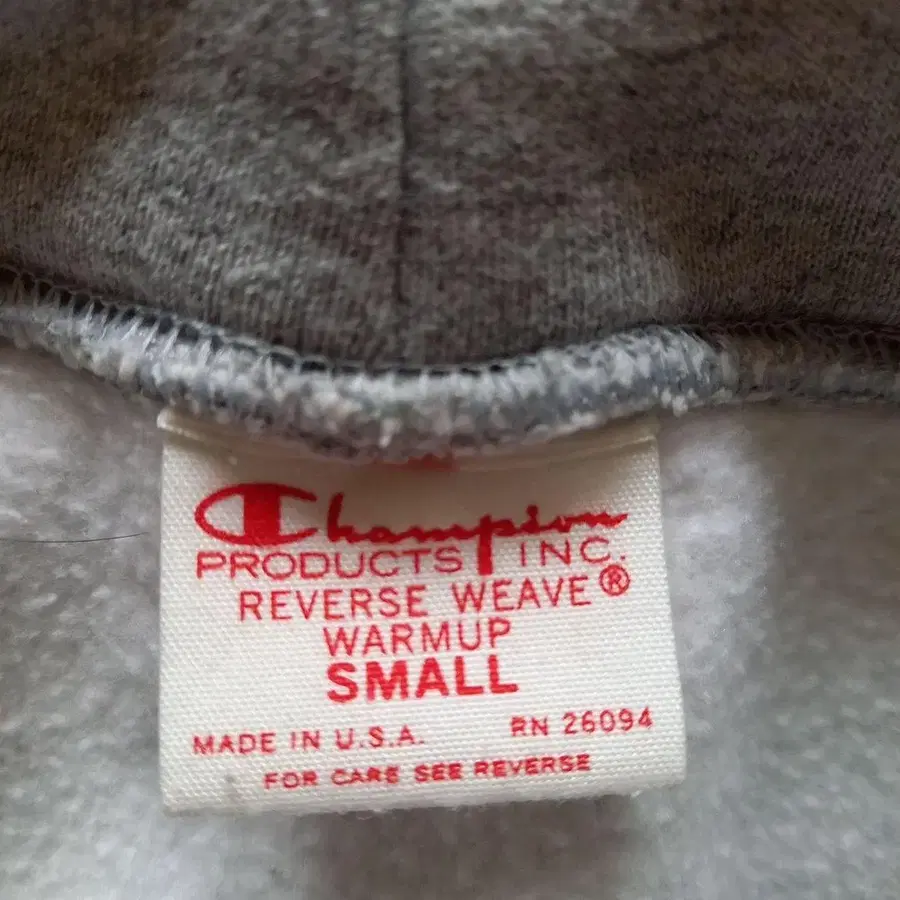 Champion
PRODUCTS INC.
REVERSE WEAVE®
WARMUP
SMALL
MADE IN U.S.A. RN 26094
FOR CARE SEE REVERSE